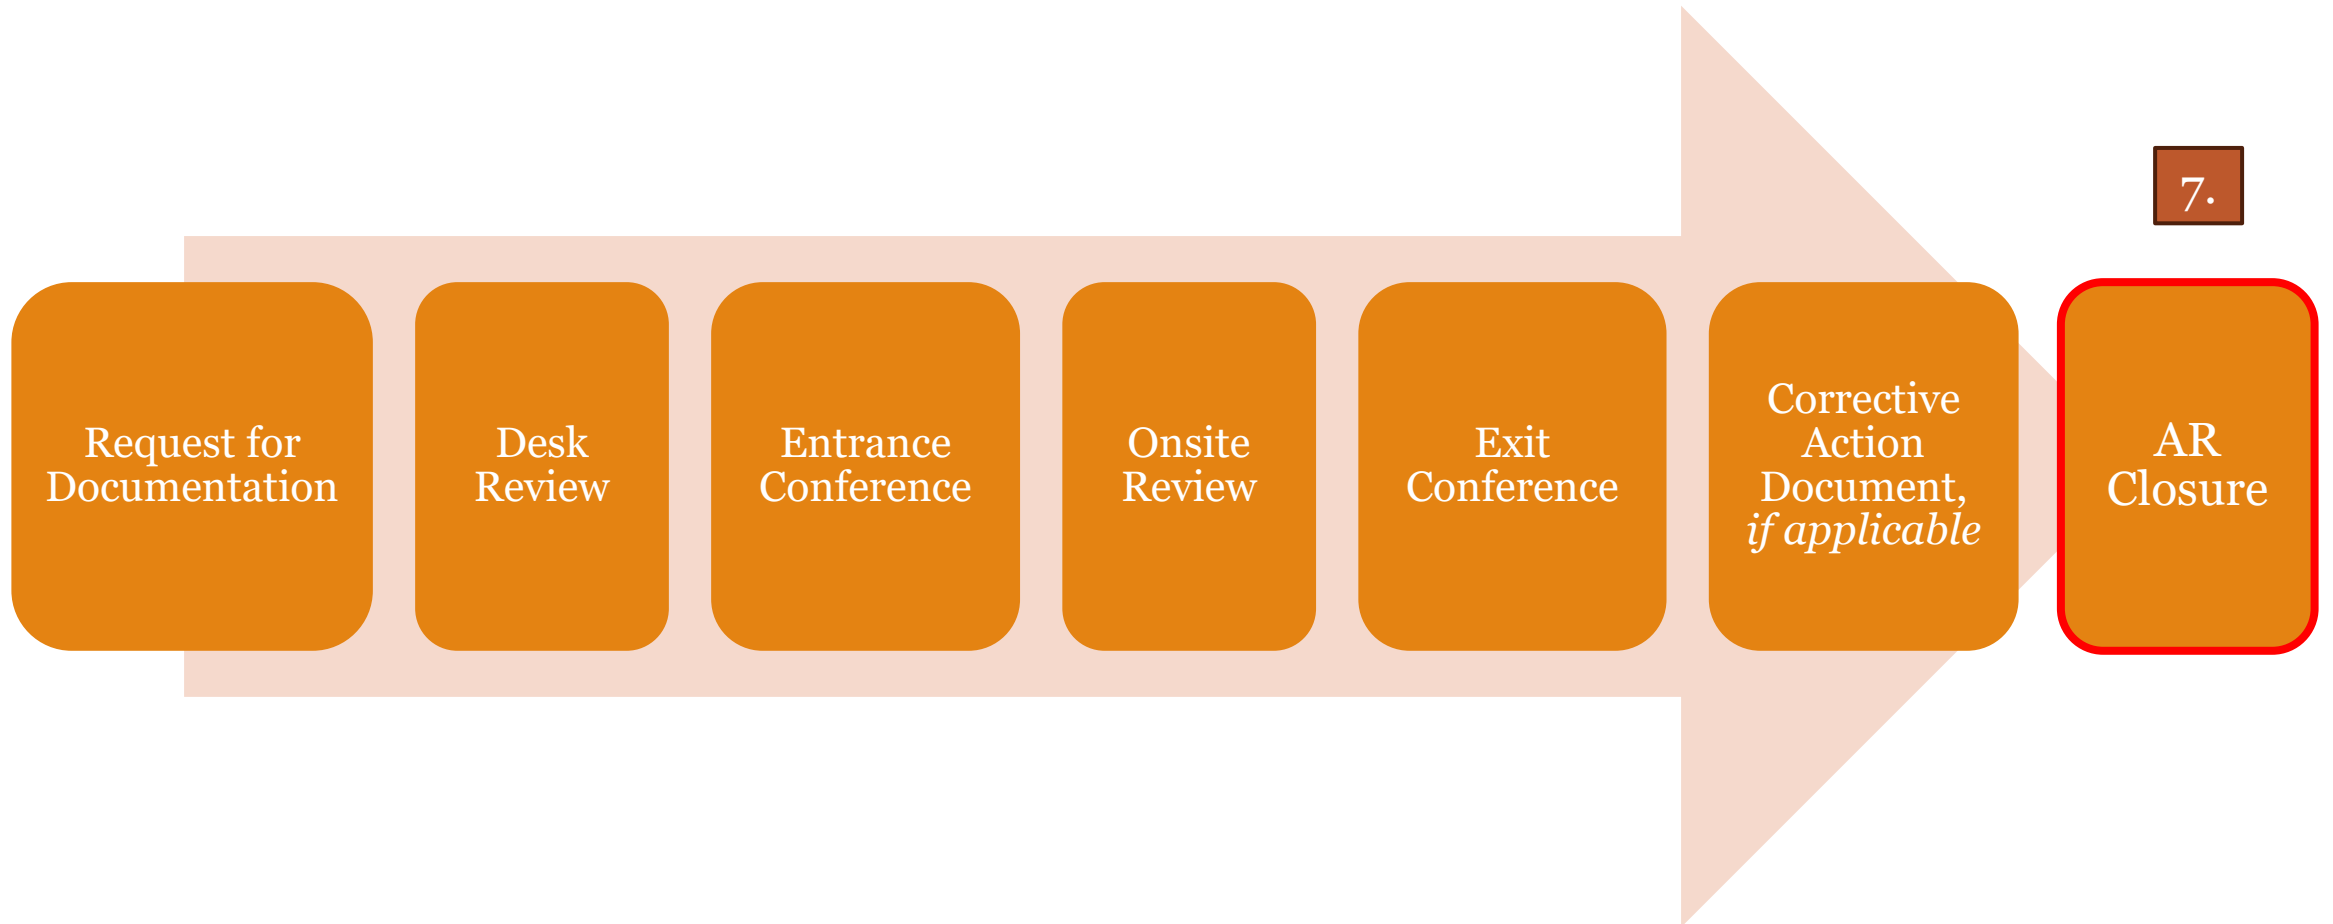 7.
Request for
Documentation
Desk
Review
Entrance
Conference
Onsite
Review
Exit
Conference
Corrective
Action
Document,
if applicable
AR
Closure